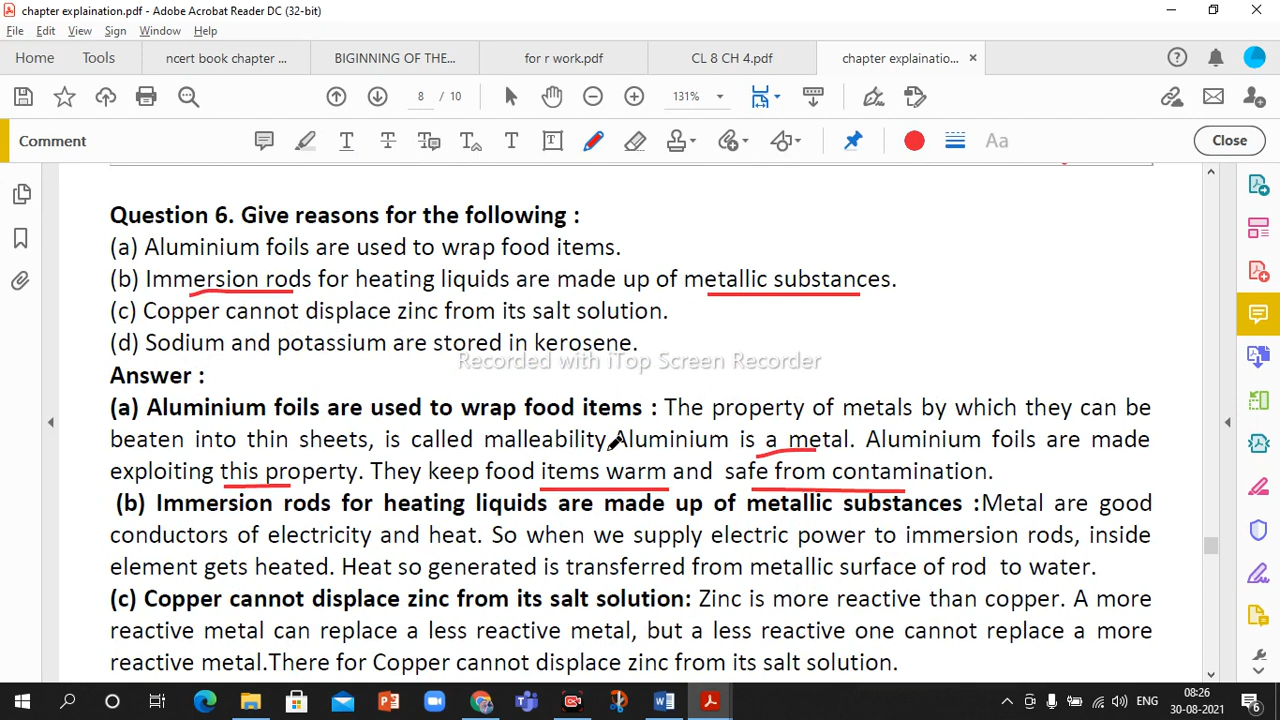 chapter explaination.pdf - Adobe Acrobat Reader DC (32-bit)
File Edit View Sign Window Help
Home Tools ncert book chapter ... BIGINNING OF THE... for r work.pdf CL 8 CH 4.pdf chapter explaination... ×
8 / 10 131%
Comment Aa Close
Question 6. Give reasons for the following :
(a) Aluminium foils are used to wrap food items.
(b) Immersion rods for heating liquids are made up of metallic substances.
(c) Copper cannot displace zinc from its salt solution.
(d) Sodium and potassium are stored in kerosene.
Recorded with iTop Screen Recorder
Answer :
(a) Aluminium foils are used to wrap food items : The property of metals by which they can be
beaten into thin sheets, is called malleability Aluminium is a metal. Aluminium foils are made
exploiting this property. They keep food items warm and safe from contamination.
(b) Immersion rods for heating liquids are made up of metallic substances :Metal are good
conductors of electricity and heat. So when we supply electric power to immersion rods, inside
element gets heated. Heat so generated is transferred from metallic surface of rod to water.
(c) Copper cannot displace zinc from its salt solution: Zinc is more reactive than copper. A more
reactive metal can replace a less reactive metal, but a less reactive one cannot replace a more
reactive metal.There for Copper cannot displace zinc from its salt solution.
ENG 08:26
30-08-2021 6